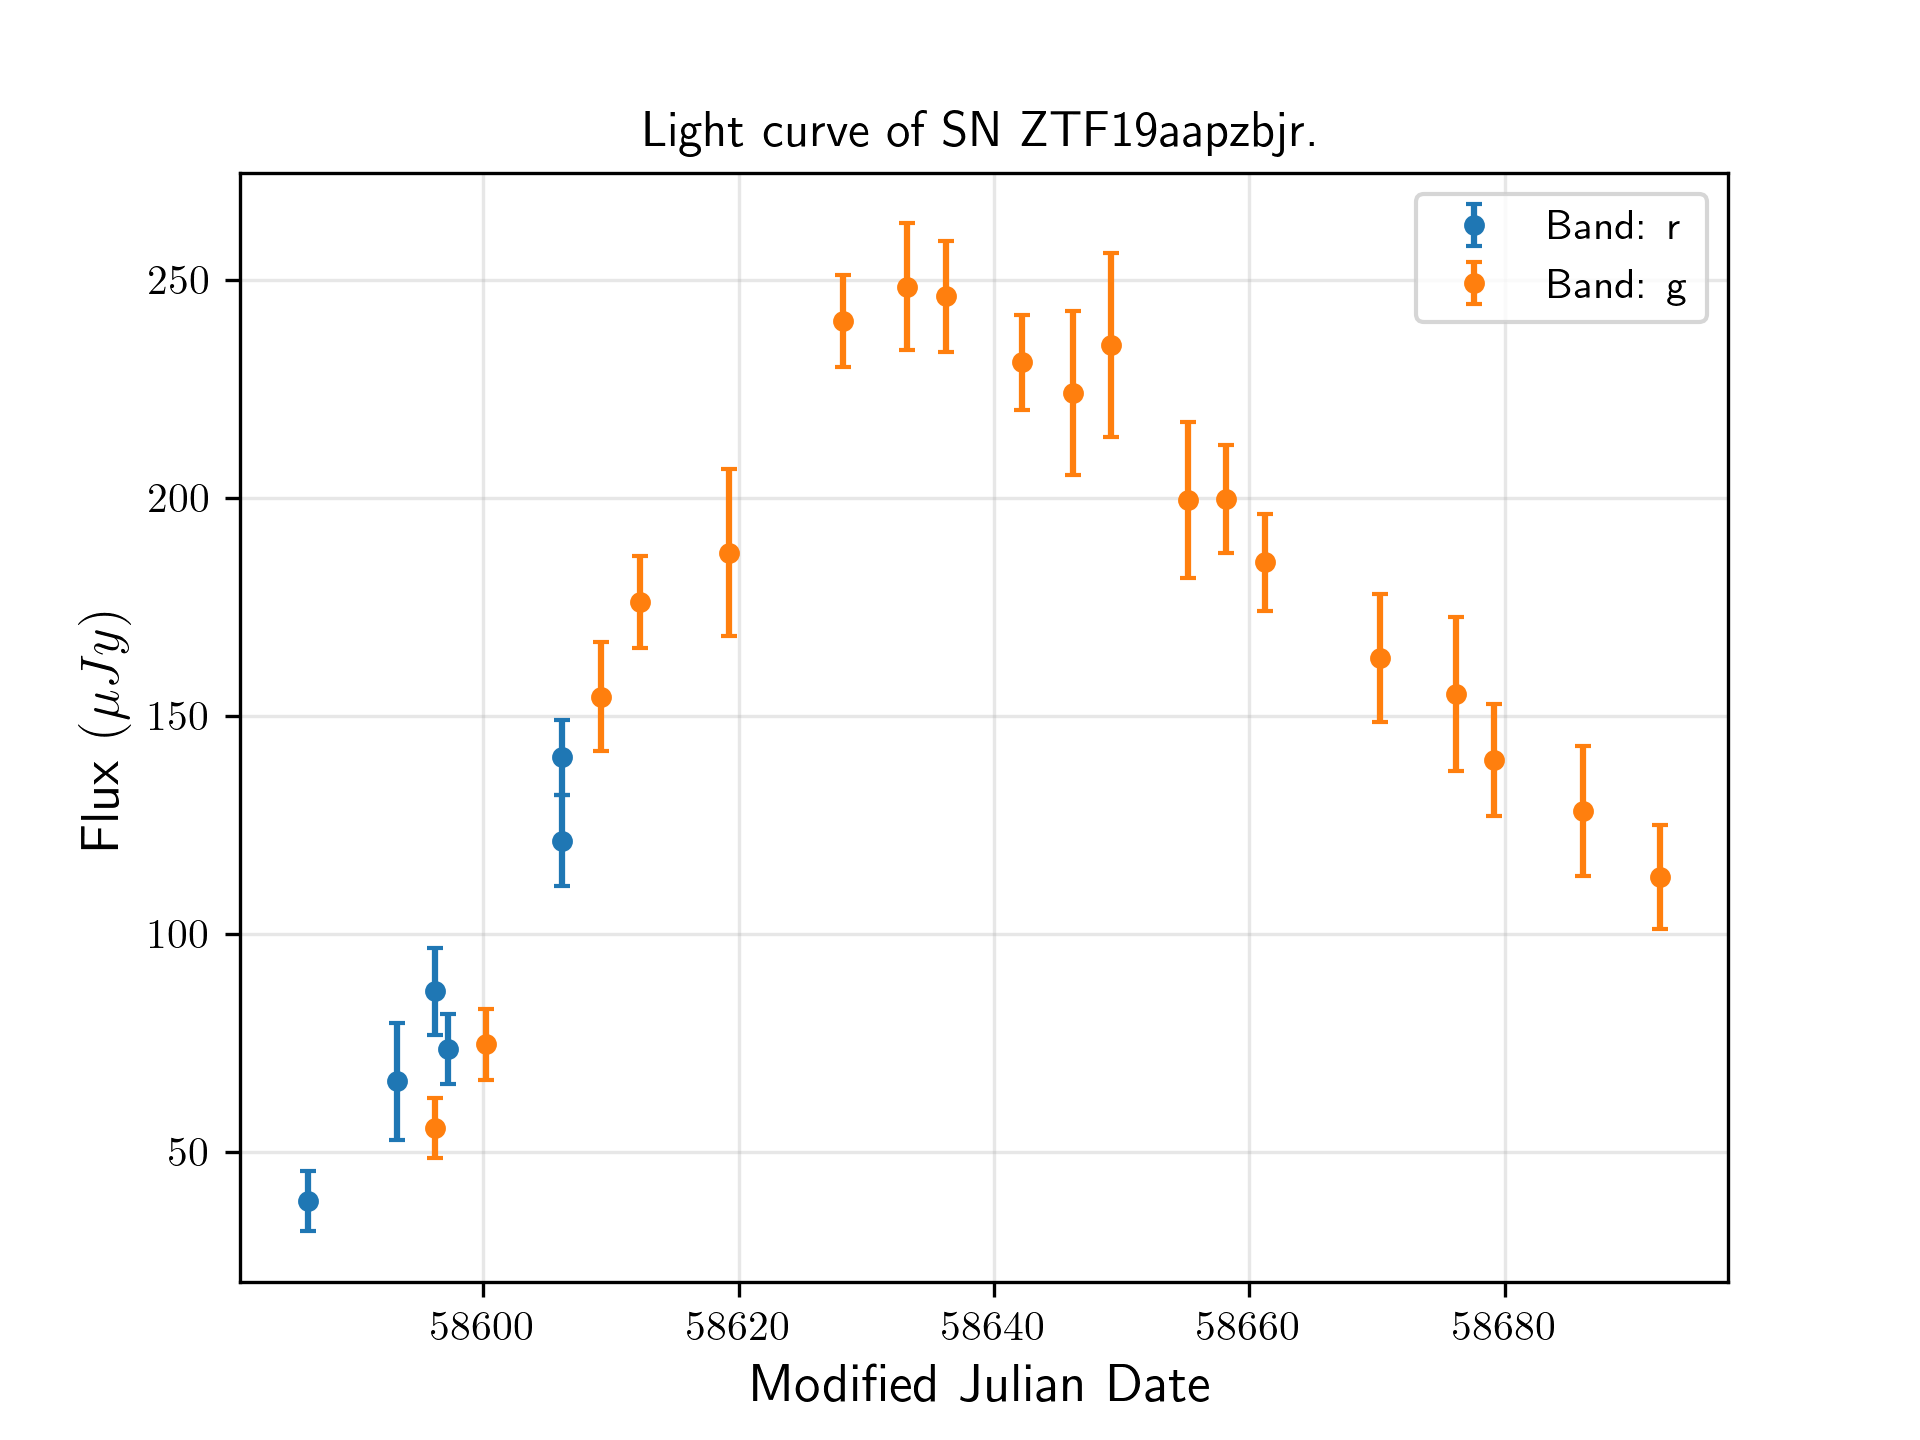 Light curve of SN ZTF19aapzbjr.
Band: r
Band: g
250
200
150
100
50
Flux (μJy)
58600 58620 58640 58660 58680
Modified Julian Date